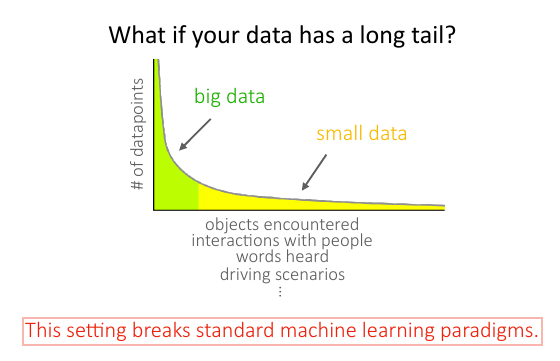 What if your data has a long tail?
big data
small data
# of datapoints
objects encountered
interactions with people
words heard
driving scenarios
⋮
This setting breaks standard machine learning paradigms.